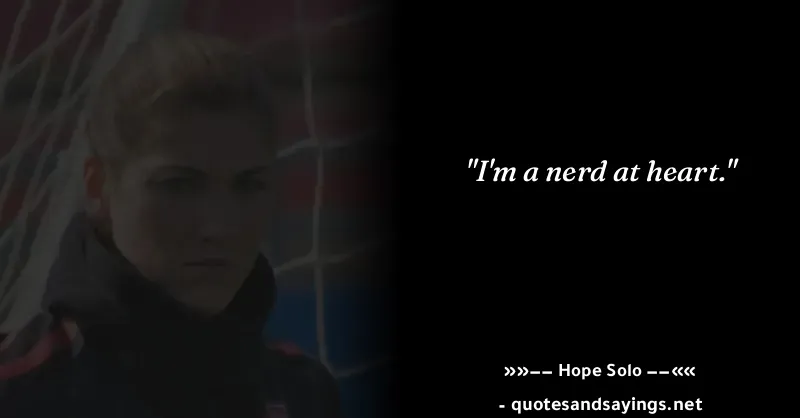 "I'm a nerd at heart."
»»–– Hope Solo ––««
- quotesandsayings.net